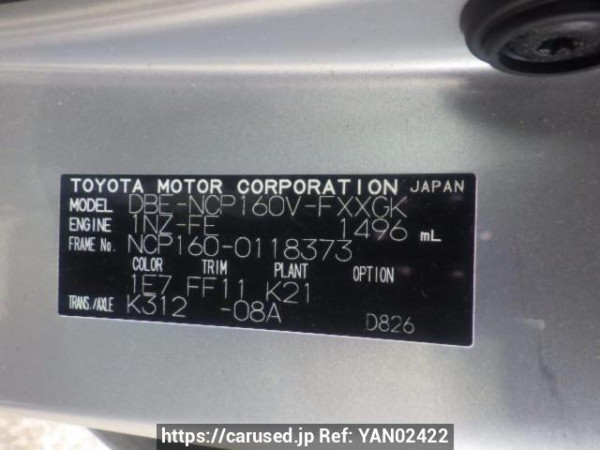 TOYOTA MOTOR CORPORATION JAPAN
MODEL DBE-NCP160V-FXXGK
ENGINE 1NZ-FE 1496 mL
FRAME No. NCP160-0118373
COLOR TRIM PLANT OPTION
1E7 FF11 K21
TRANS./AXLE K312 -08A
D826
https://carused.jp Ref: YAN02422